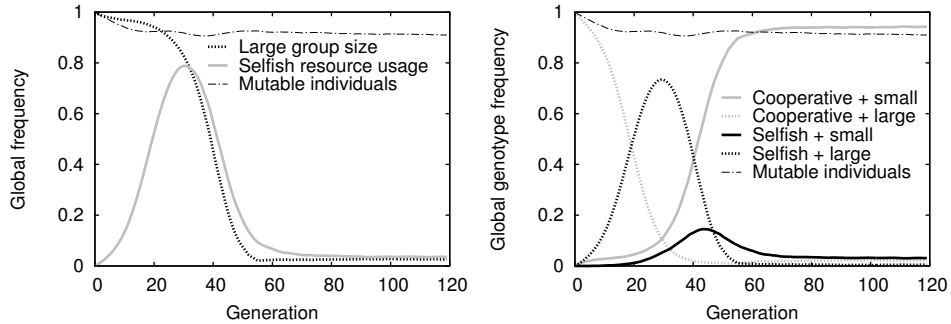 Global frequency
1
0.8
0.6
0.4
0.2
0
0 20 40 60 80 100 120
Generation
Large group size
Selfish resource usage
Mutable individuals
Global genotype frequency
1
0.8
0.6
0.4
0.2
0
0 20 40 60 80 100 120
Generation
Cooperative + small
Cooperative + large
Selfish + small
Selfish + large
Mutable individuals